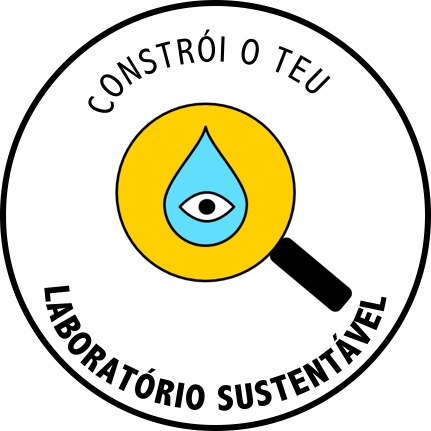 CONSTRÓI O TEU
LABORATÓRIO SUSTENTÁVEL